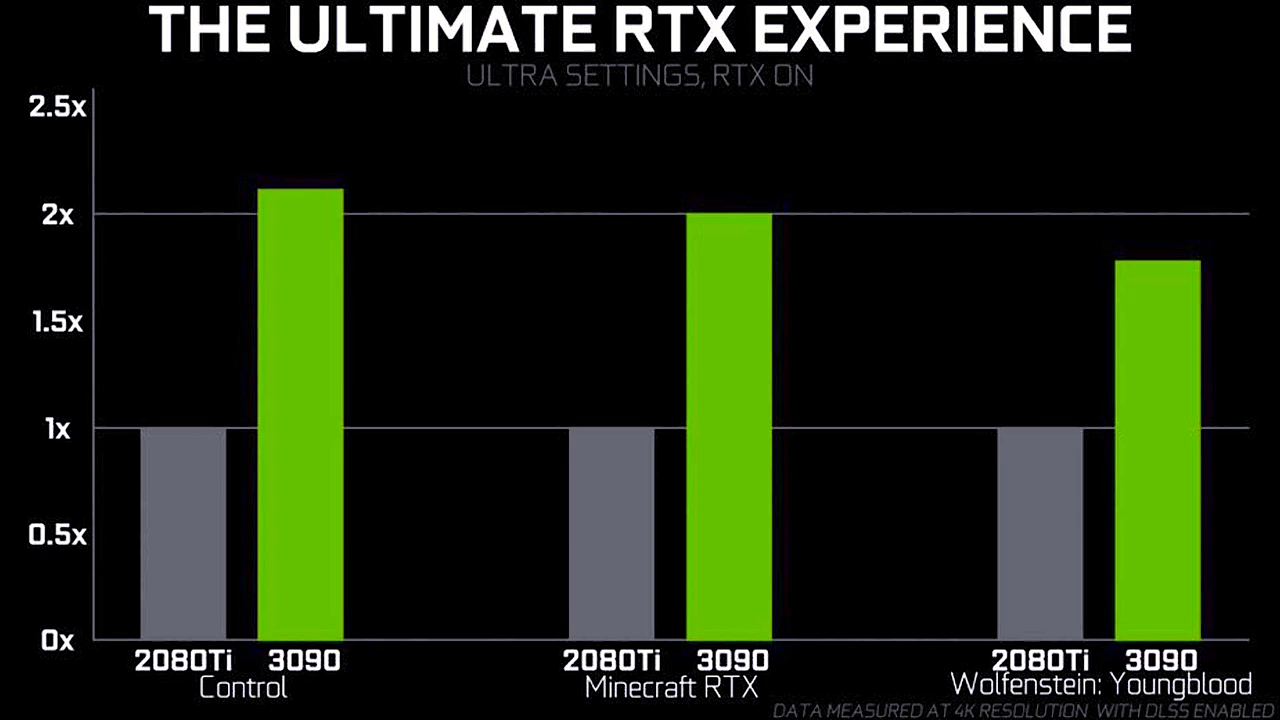 THE ULTIMATE RTX EXPERIENCE
ULTRA SETTINGS, RTX ON
2.5x
2x
1.5x
1x
0.5x
0x
2080Ti 3090 2080Ti 3090 2080Ti 3090
Control Minecraft RTX Wolfenstein: Youngblood
DATA MEASURED AT 4K RESOLUTION WITH DLSS ENABLED